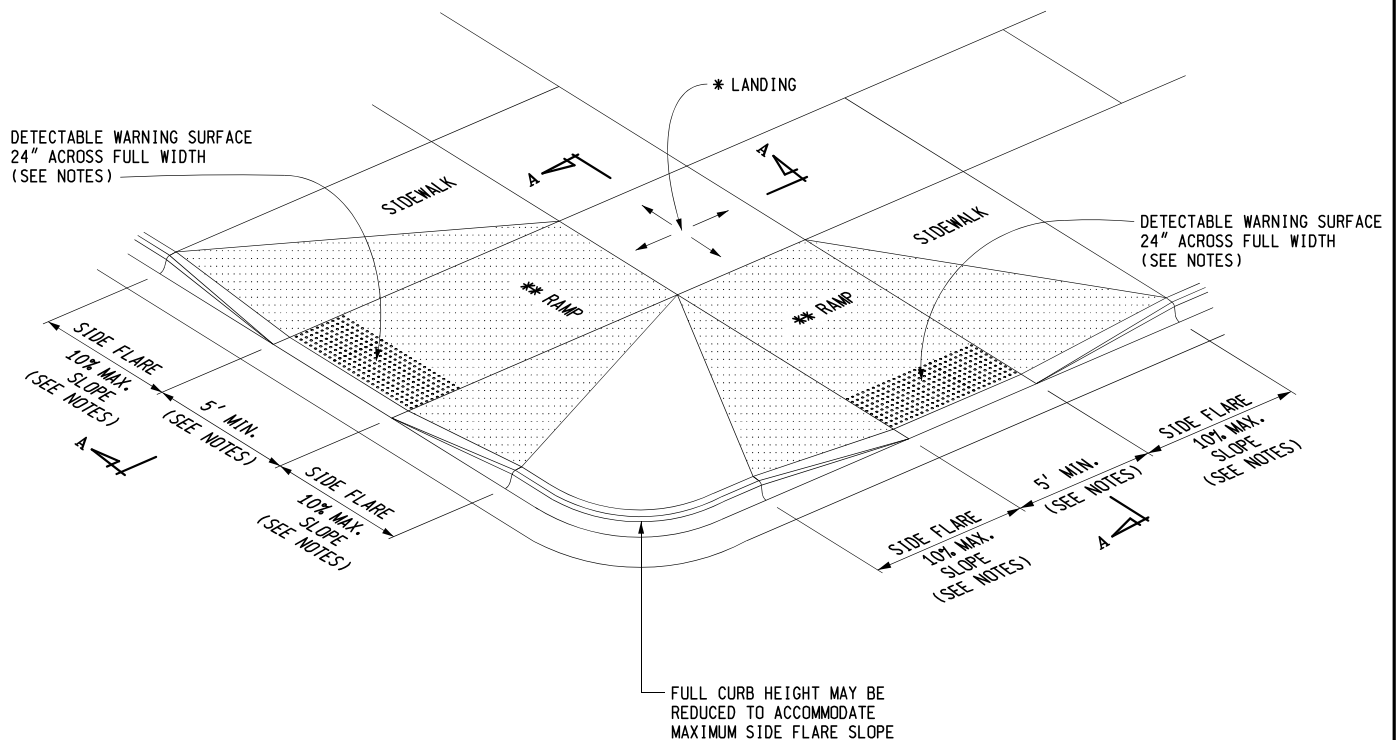 * LANDING
DETECTABLE WARNING SURFACE
24" ACROSS FULL WIDTH
(SEE NOTES)
A
A
SIDEWALK
SIDEWALK
DETECTABLE WARNING SURFACE
24" ACROSS FULL WIDTH
(SEE NOTES)
** RAMP
** RAMP
SIDE FLARE
10% MAX.
SLOPE
(SEE NOTES)
5' MIN.
(SEE NOTES)
SIDE FLARE
10% MAX.
SLOPE
(SEE NOTES)
A
SIDE FLARE
10% MAX.
SLOPE
(SEE NOTES)
5' MIN.
(SEE NOTES)
SIDE FLARE
10% MAX.
SLOPE
(SEE NOTES)
A
FULL CURB HEIGHT MAY BE
REDUCED TO ACCOMMODATE
MAXIMUM SIDE FLARE SLOPE